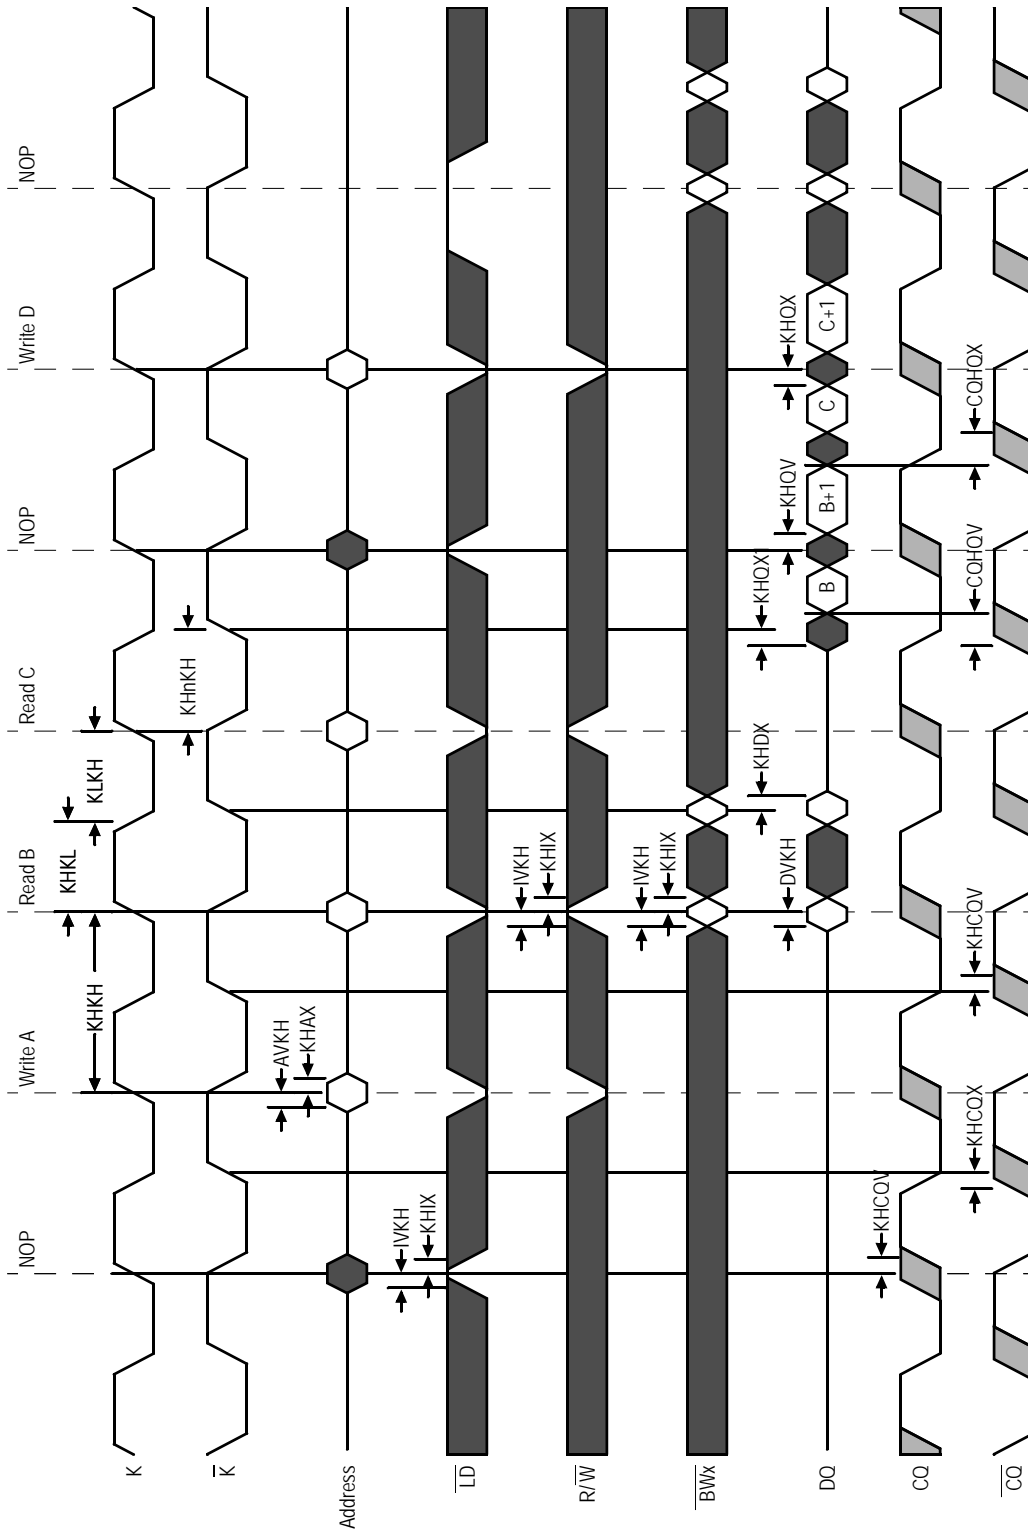 NOP
Write A
Read B
Read C
NOP
Write D
NOP
K
KHKH
KHKL
KLKH
K
KHnKH
Address
AVKH
KHAX
LD
IVKH
KHIX
R/W
IVKH
KHIX
BWx
IVKH
KHIX
DQ
DVKH
KHDX
KHQX1
KHQV
KHQX
B
B+1
C
C+1
CQ
KHCQV
CQ
KHCQX
KHCQV
CQHQV
CQHQX